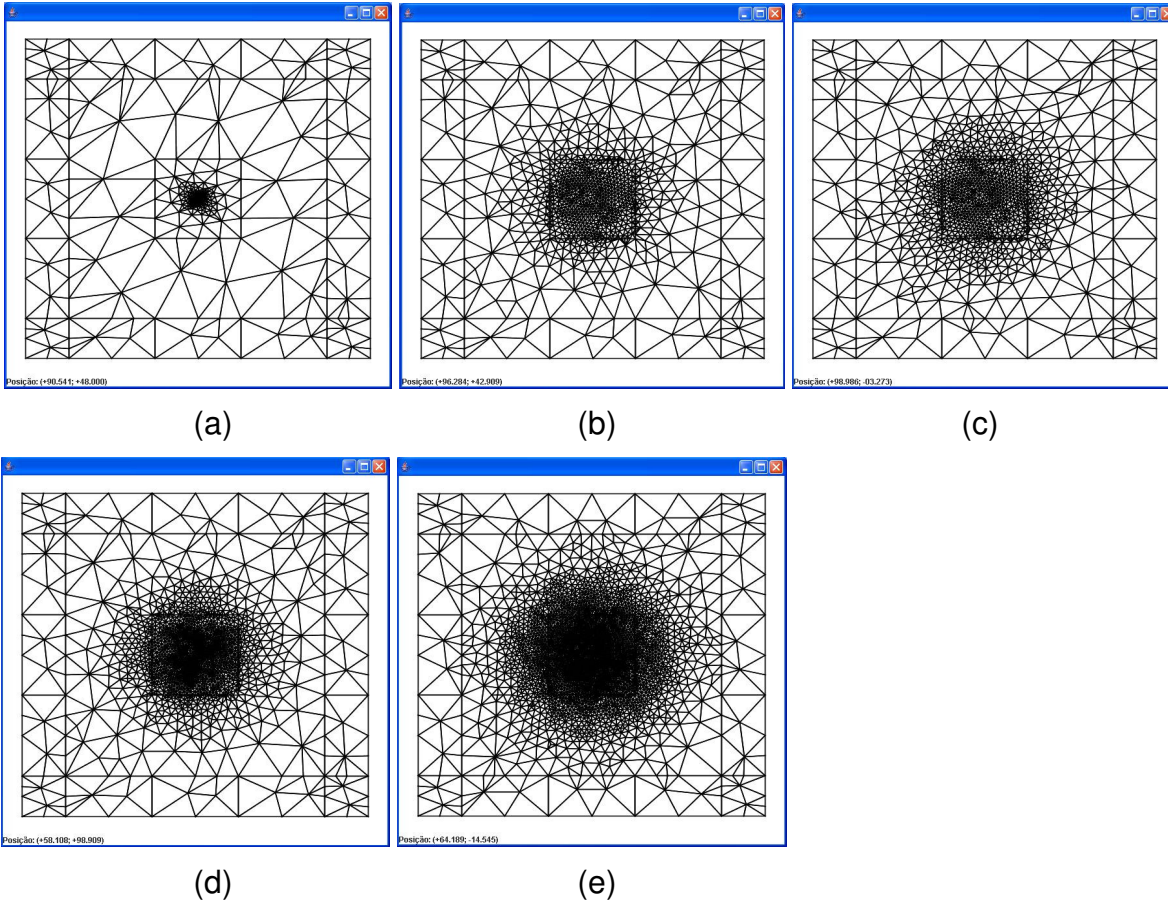 Posição: (+90.541; +48.000)
Posição: (+96.284; +42.909)
Posição: (+98.986; -03.273)
(a)
(b)
(c)
Posição: (+58.108; +98.909)
Posição: (+64.189; -14.545)
(d)
(e)